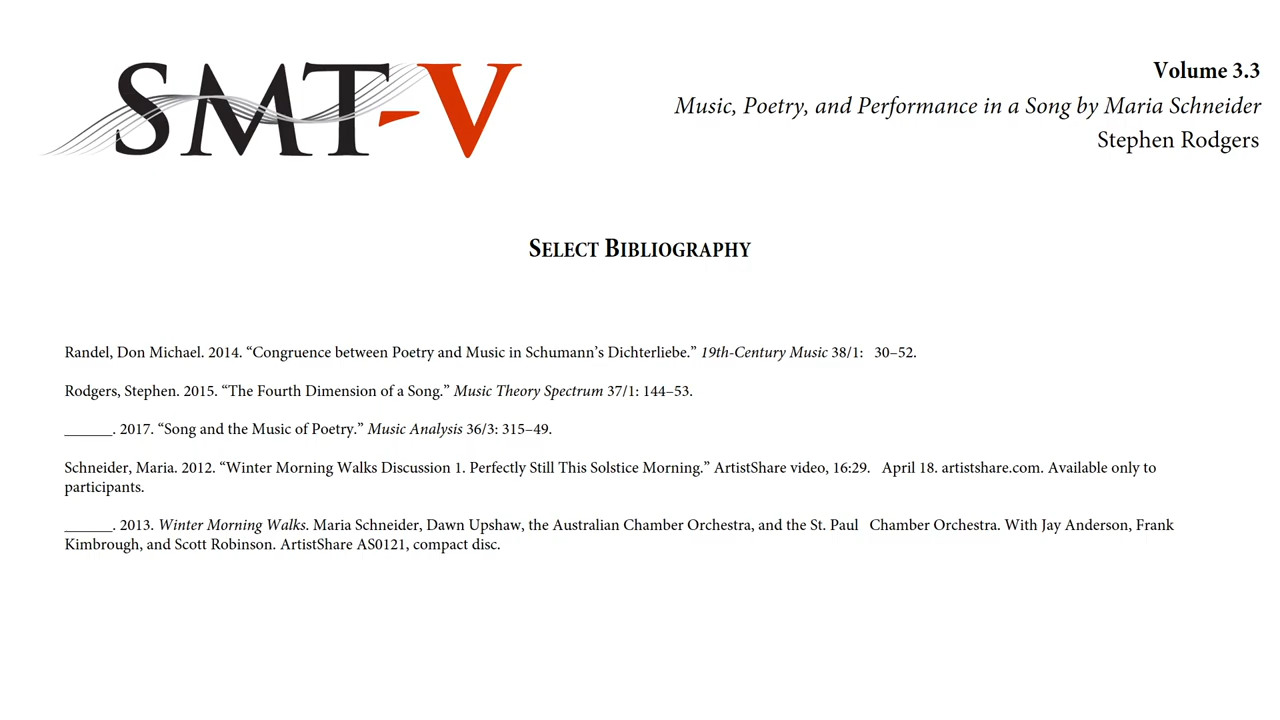 SMT-V
Volume 3.3
Music, Poetry, and Performance in a Song by Maria Schneider
Stephen Rodgers
SELECT BIBLIOGRAPHY
Randel, Don Michael. 2014. “Congruence between Poetry and Music in Schumann’s Dichterliebe.” 19th-Century Music 38/1: 30–52.
Rodgers, Stephen. 2015. “The Fourth Dimension of a Song.” Music Theory Spectrum 37/1: 144–53.
______. 2017. “Song and the Music of Poetry.” Music Analysis 36/3: 315–49.
Schneider, Maria. 2012. “Winter Morning Walks Discussion 1. Perfectly Still This Solstice Morning.” ArtistShare video, 16:29. April 18. artistshare.com. Available only to
participants.
______. 2013. Winter Morning Walks. Maria Schneider, Dawn Upshaw, the Australian Chamber Orchestra, and the St. Paul Chamber Orchestra. With Jay Anderson, Frank
Kimbrough, and Scott Robinson. ArtistShare AS0121, compact disc.